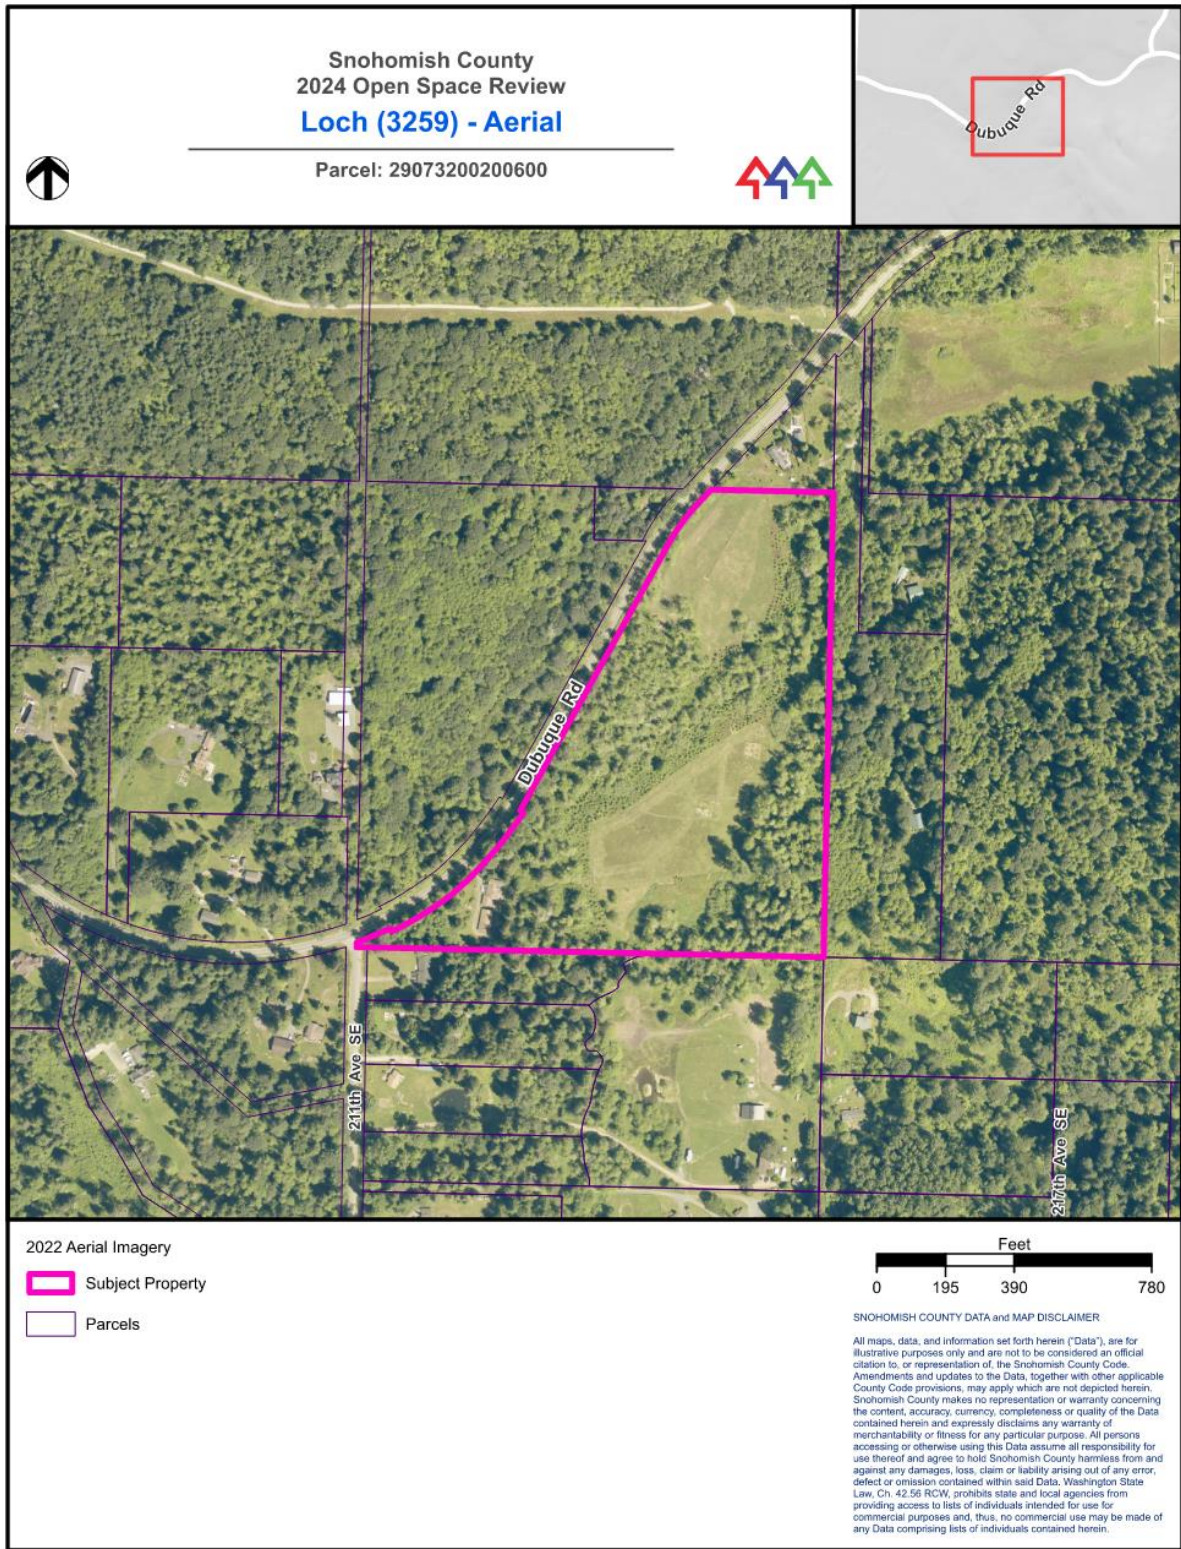 Snohomish County
2024 Open Space Review
Loch (3259) - Aerial
Parcel: 29073200200600
Dubuque Rd
Dubuque Rd
211th Ave SE
217th Ave SE
2022 Aerial Imagery
Subject Property
Parcels
Feet
0 195 390 780
SNOHOMISH COUNTY DATA and MAP DISCLAIMER
All maps, data, and information set forth herein ("Data"), are for
illustrative purposes only and are not to be considered an official
citation to, or representation of, the Snohomish County Code.
Amendments and updates to the Data, together with other applicable
County Code provisions, may apply which are not depicted herein.
Snohomish County makes no representation or warranty concerning
the content, accuracy, currency, completeness or quality of the Data
contained herein and expressly disclaims any warranty of
merchantability or fitness for any particular purpose. All persons
accessing or otherwise using this Data assume all responsibility for
use thereof and agree to hold Snohomish County harmless from and
against any damages, loss, claim or liability arising out of any error,
defect or omission contained within said Data. Washington State
Law, Ch. 42.56 RCW, prohibits state and local agencies from
providing access to lists of individuals intended for use for
commercial purposes and, thus, no commercial use may be made of
any Data comprising lists of individuals contained herein.